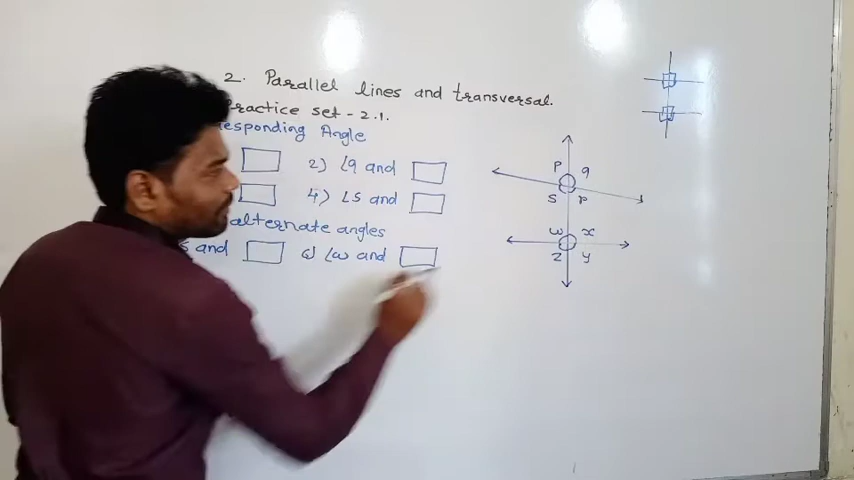 2. Parallel lines and transversal.
Practice set - 2.1.
responding Angle
2) ∠q and
4) ∠s and
alternate angles
s and 6) ∠w and
p q
s r
w x
z y